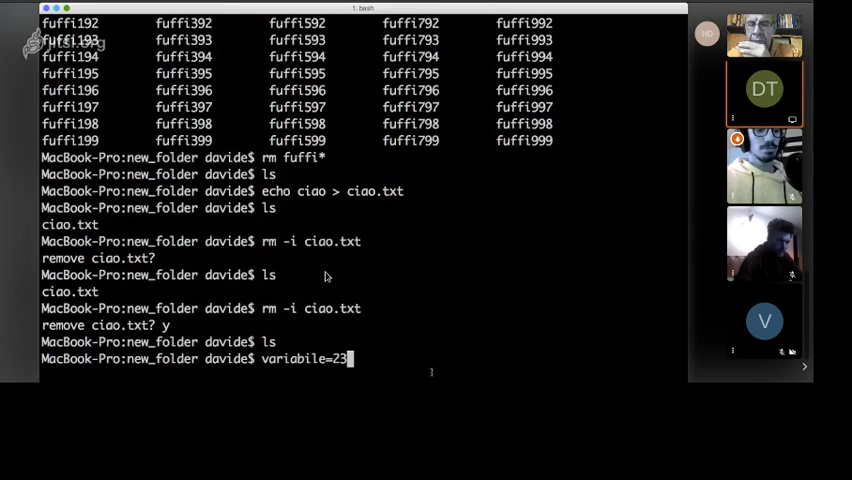 1. bash
fuffi192 fuffi392 fuffi592 fuffi792 fuffi992
fuffi193 fuffi393 fuffi593 fuffi793 fuffi993
fuffi194 fuffi394 fuffi594 fuffi794 fuffi994
fuffi195 fuffi395 fuffi595 fuffi795 fuffi995
fuffi196 fuffi396 fuffi596 fuffi796 fuffi996
fuffi197 fuffi397 fuffi597 fuffi797 fuffi997
fuffi198 fuffi398 fuffi598 fuffi798 fuffi998
fuffi199 fuffi399 fuffi599 fuffi799 fuffi999
MacBook-Pro:new_folder davide$ rm fuffi*
MacBook-Pro:new_folder davide$ ls
MacBook-Pro:new_folder davide$ echo ciao > ciao.txt
MacBook-Pro:new_folder davide$ ls
ciao.txt
MacBook-Pro:new_folder davide$ rm -i ciao.txt
remove ciao.txt?
MacBook-Pro:new_folder davide$ ls
ciao.txt
MacBook-Pro:new_folder davide$ rm -i ciao.txt
remove ciao.txt? y
MacBook-Pro:new_folder davide$ ls
MacBook-Pro:new_folder davide$ variabile=23
jitsi.org
HD
DT
V